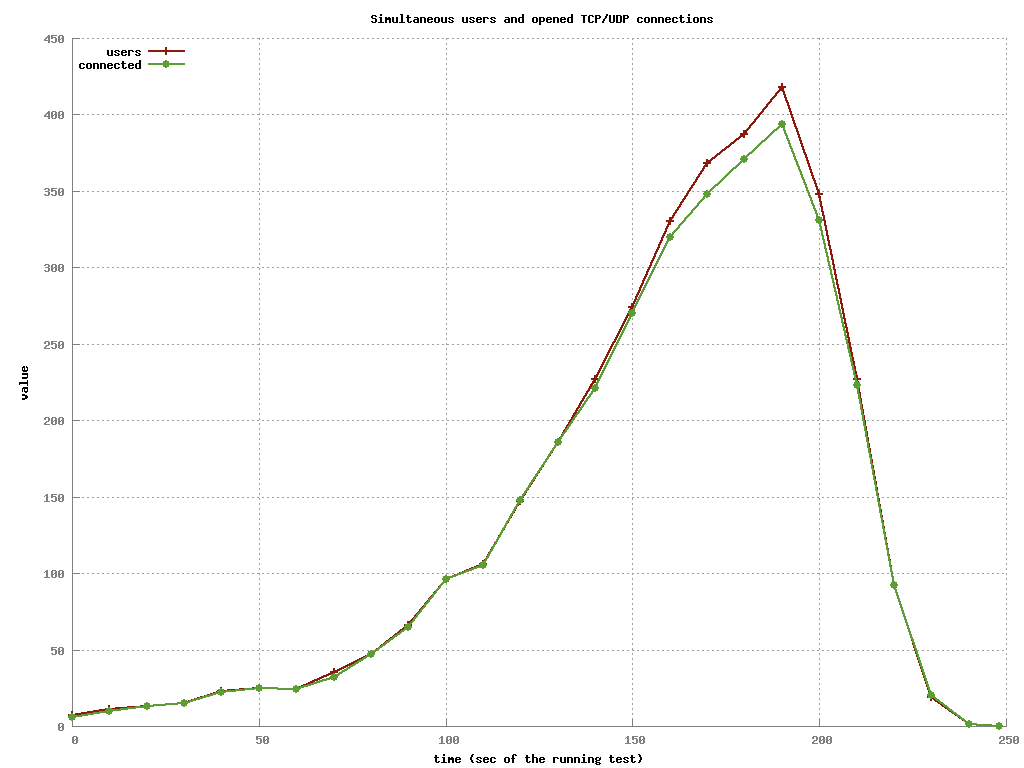 Simultaneous users and opened TCP/UDP connections
450
users
connected
400
350
300
250
value
200
150
100
50
0
0 50 100 150 200 250
time (sec of the running test)